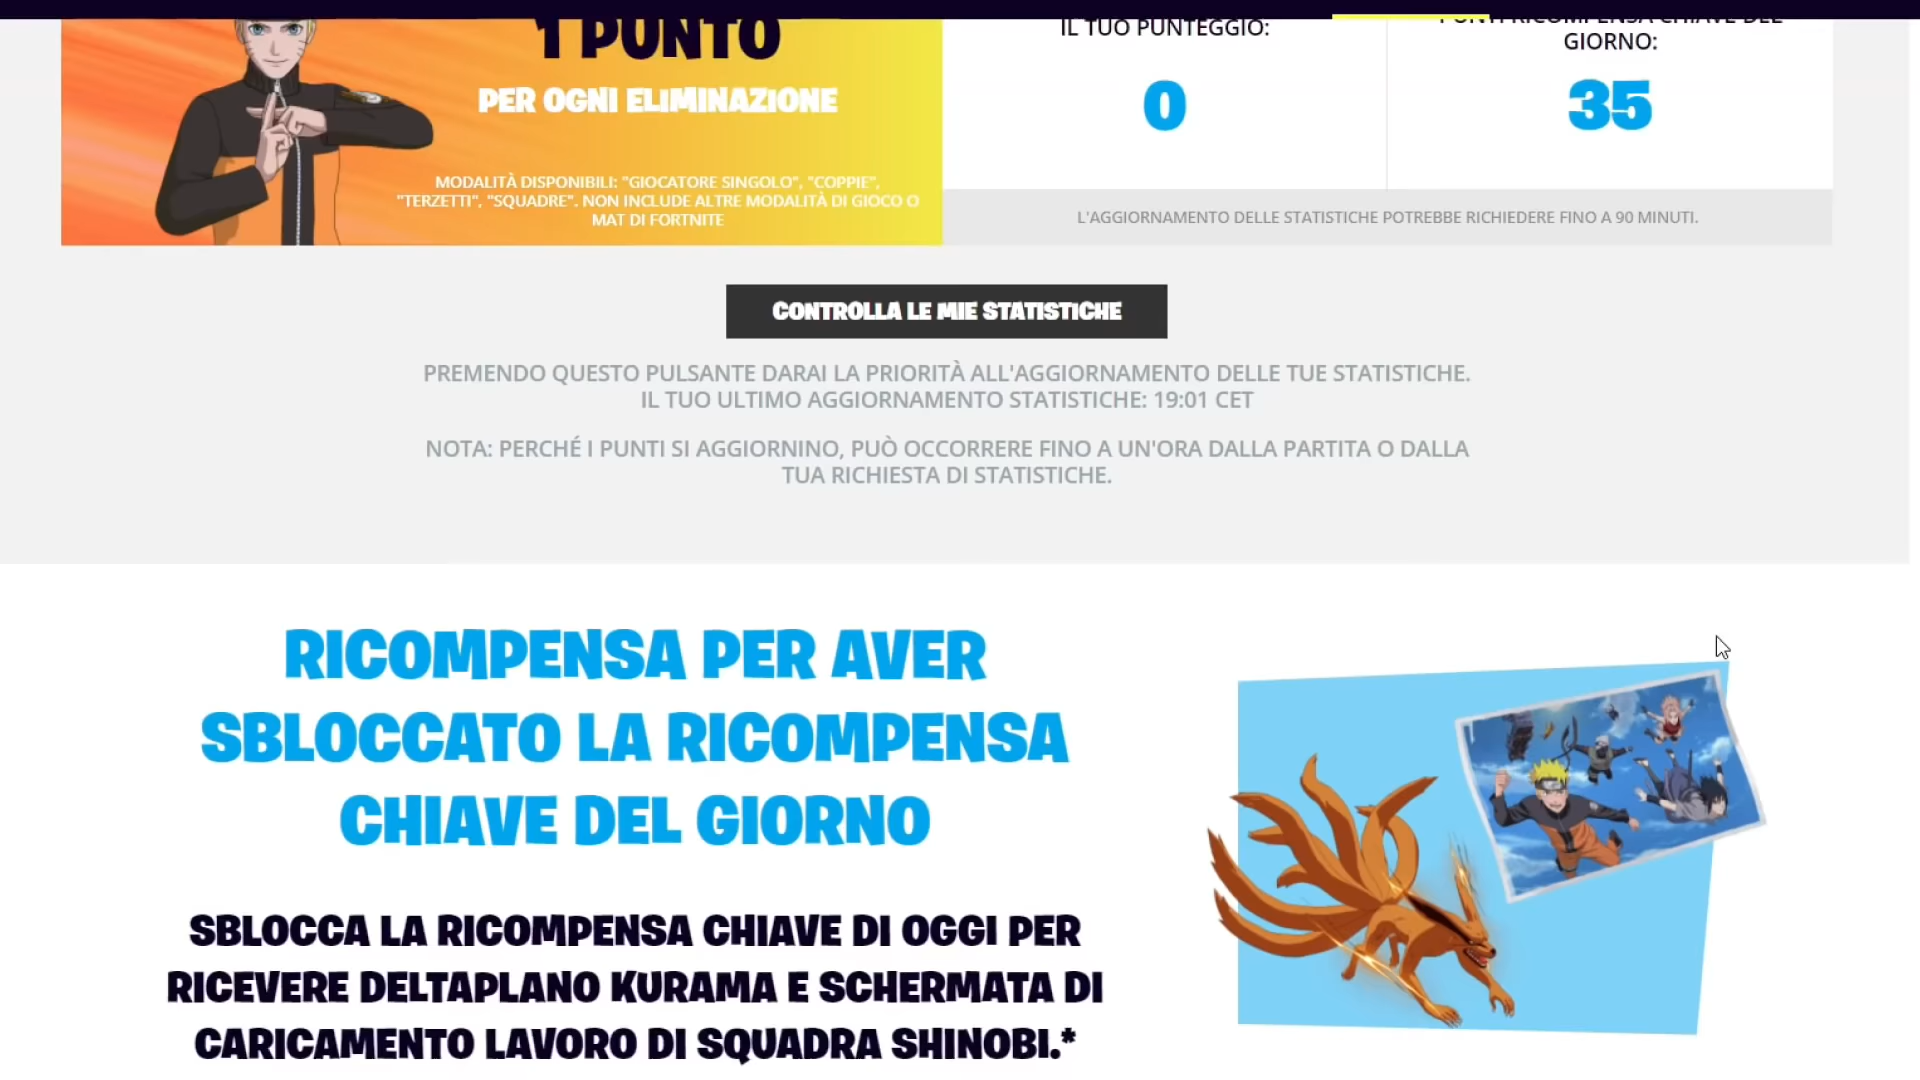 1 PUNTO
PER OGNI ELIMINAZIONE
MODALITÀ DISPONIBILI: "GIOCATORE SINGOLO", "COPPIE",
"TERZETTI", "SQUADRE". NON INCLUDE ALTRE MODALITÀ DI GIOCO O
MAT DI FORTNITE
IL TUO PUNTEGGIO:
0
PUNTI RICOMPENSA CHIAVE DEL
GIORNO:
35
L'AGGIORNAMENTO DELLE STATISTICHE POTREBBE RICHIEDERE FINO A 90 MINUTI.
CONTROLLA LE MIE STATISTICHE
PREMENDO QUESTO PULSANTE DARAI LA PRIORITÀ ALL'AGGIORNAMENTO DELLE TUE STATISTICHE.
IL TUO ULTIMO AGGIORNAMENTO STATISTICHE: 19:01 CET
NOTA: PERCHÉ I PUNTI SI AGGIORNINO, PUÒ OCCORRERE FINO A UN'ORA DALLA PARTITA O DALLA
TUA RICHIESTA DI STATISTICHE.
RICOMPENSA PER AVER
SBLOCCATO LA RICOMPENSA
CHIAVE DEL GIORNO
SBLOCCA LA RICOMPENSA CHIAVE DI OGGI PER
RICEVERE DELTAPLANO KURAMA E SCHERMATA DI
CARICAMENTO LAVORO DI SQUADRA SHINOBI.*